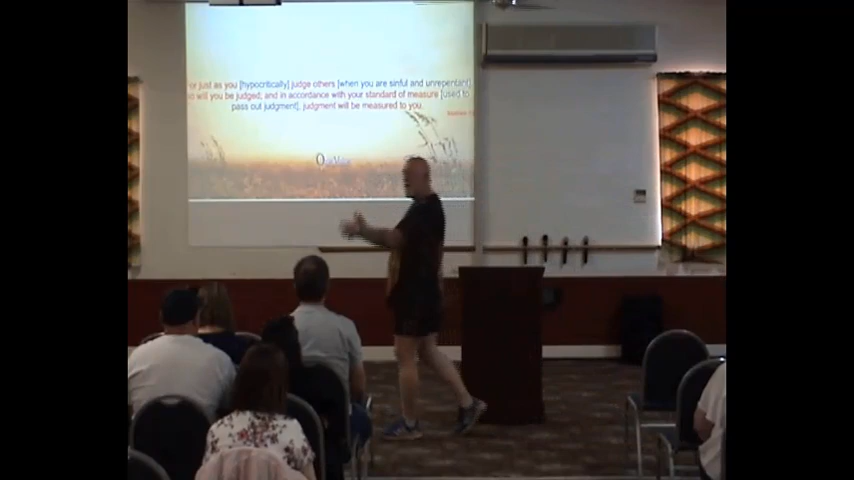 or just as you [hypocritically] judge others [when you are sinful and unrepentant]
so will you be judged; and in accordance with your standard of measure [used to
pass out judgment], judgment will be measured to you.